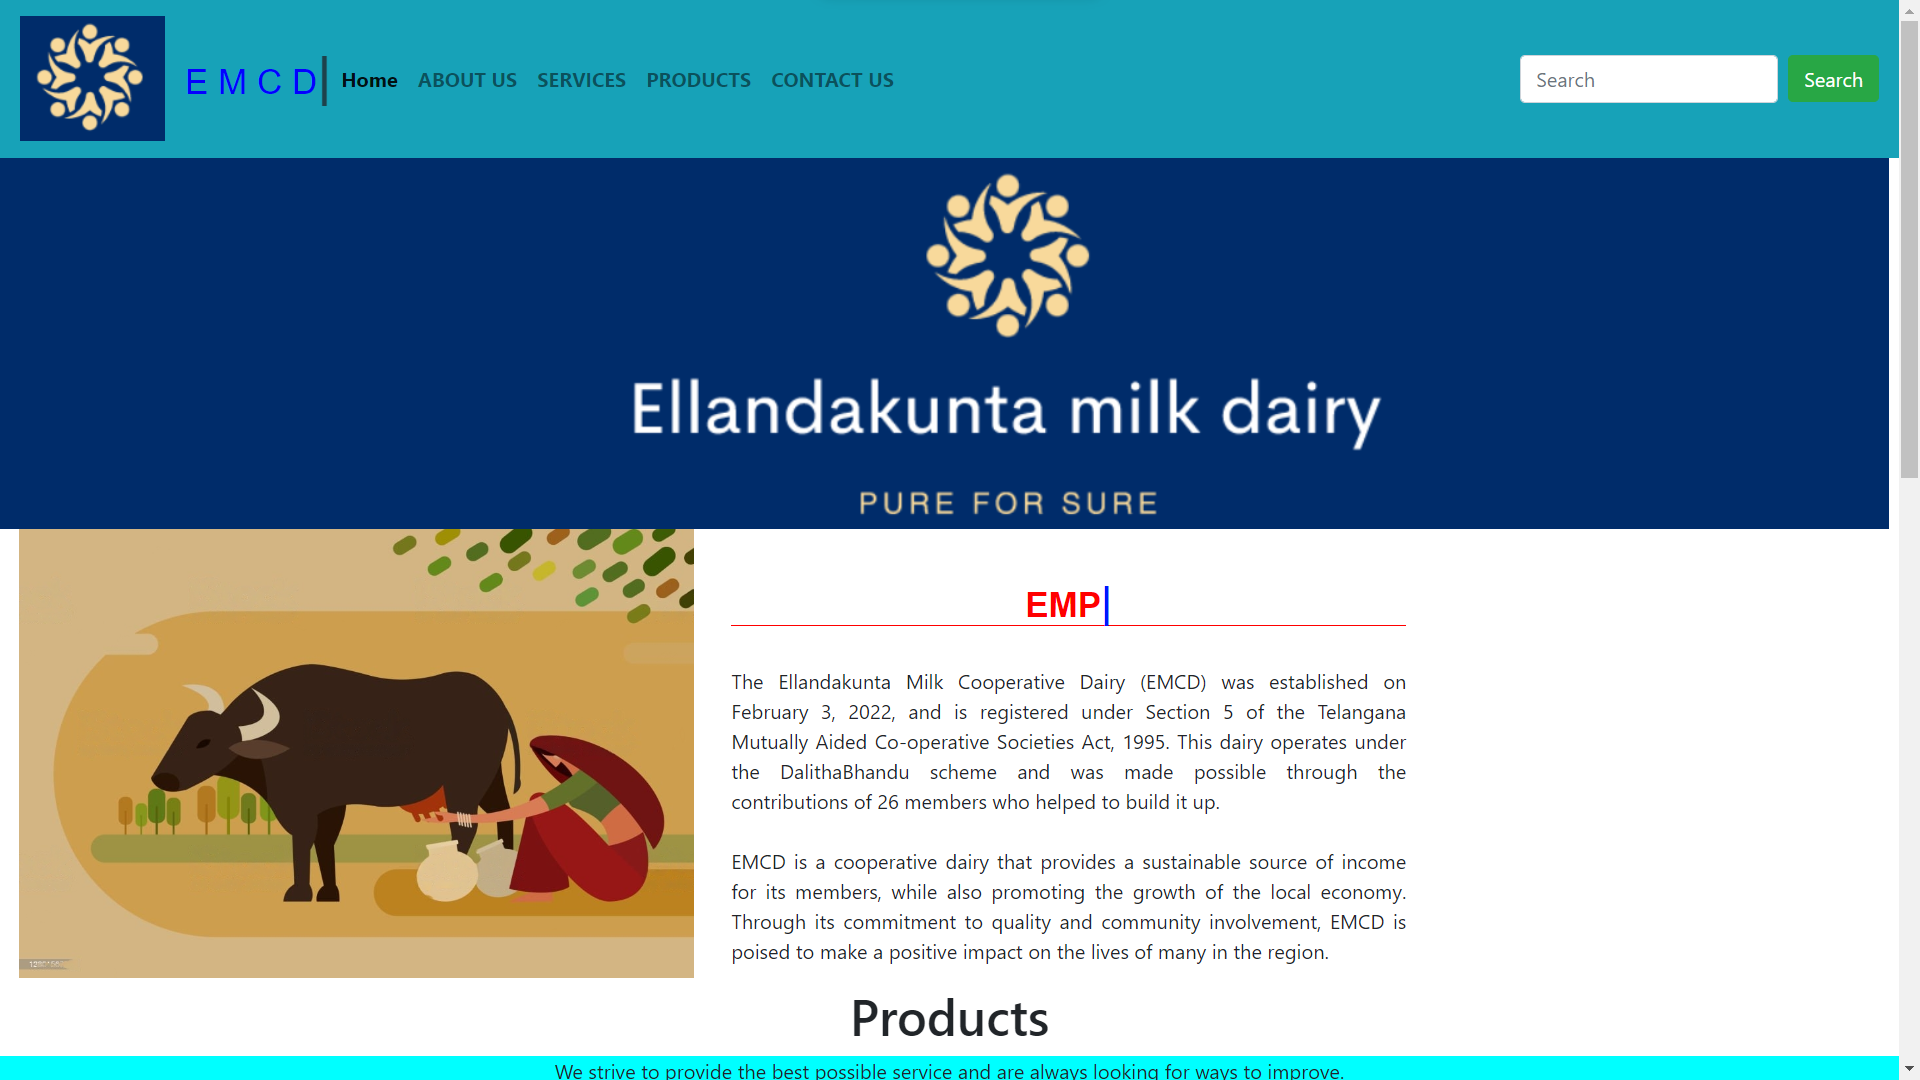 E M C D Home ABOUT US SERVICES PRODUCTS CONTACT US Search Search
Ellandakunta milk dairy
PURE FOR SURE
EMP
The Ellandakunta Milk Cooperative Dairy (EMCD) was established on
February 3, 2022, and is registered under Section 5 of the Telangana
Mutually Aided Co-operative Societies Act, 1995. This dairy operates under
the DalithaBhandu scheme and was made possible through the
contributions of 26 members who helped to build it up.
EMCD is a cooperative dairy that provides a sustainable source of income
for its members, while also promoting the growth of the local economy.
Through its commitment to quality and community involvement, EMCD is
poised to make a positive impact on the lives of many in the region.
Products
We strive to provide the best possible service and are always looking for ways to improve.